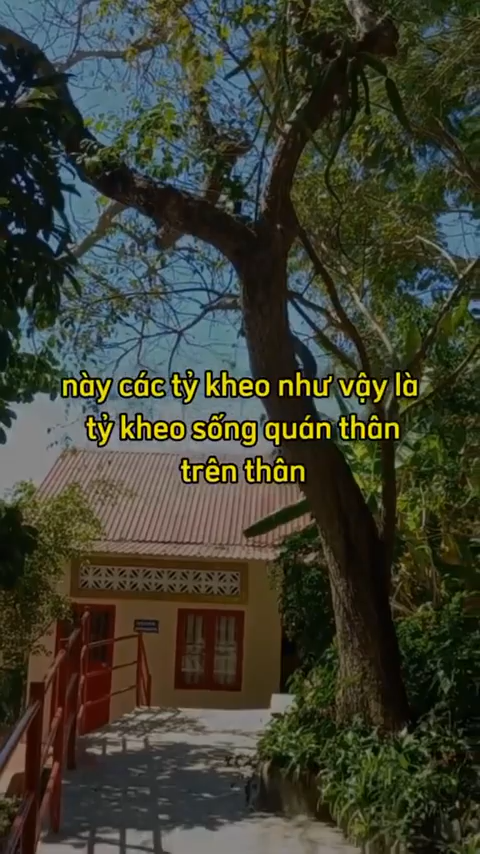 này các tỷ kheo như vậy là
tỷ kheo sống quán thân
trên thân